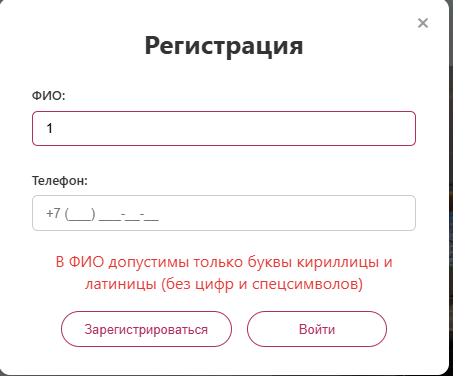 ×
Регистрация
ФИО:
1
Телефон:
+7 (___) ___-__-__
В ФИО допустимы только буквы кириллицы и
латиницы (без цифр и спецсимволов)
Зарегистрироваться Войти